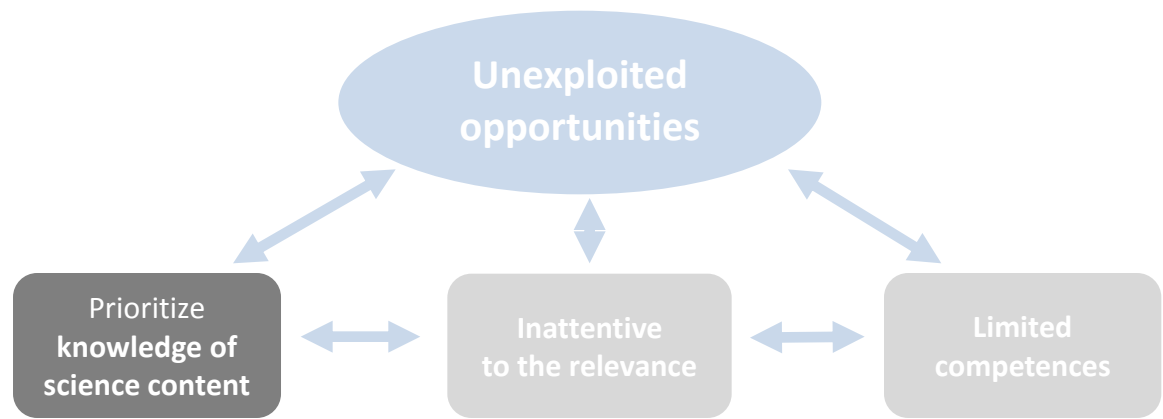 Unexploited
opportunities
Prioritize
knowledge of
science content
Inattentive
to the relevance
Limited
competences